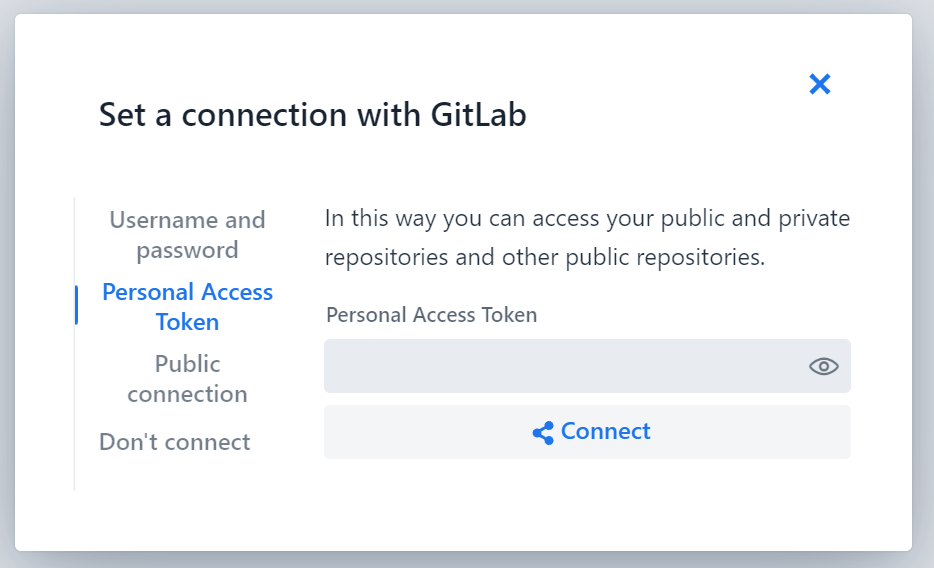 Set a connection with GitLab
Username and
password
Personal Access
Token
Public
connection
Don't connect
In this way you can access your public and private
repositories and other public repositories.
Personal Access Token
Connect